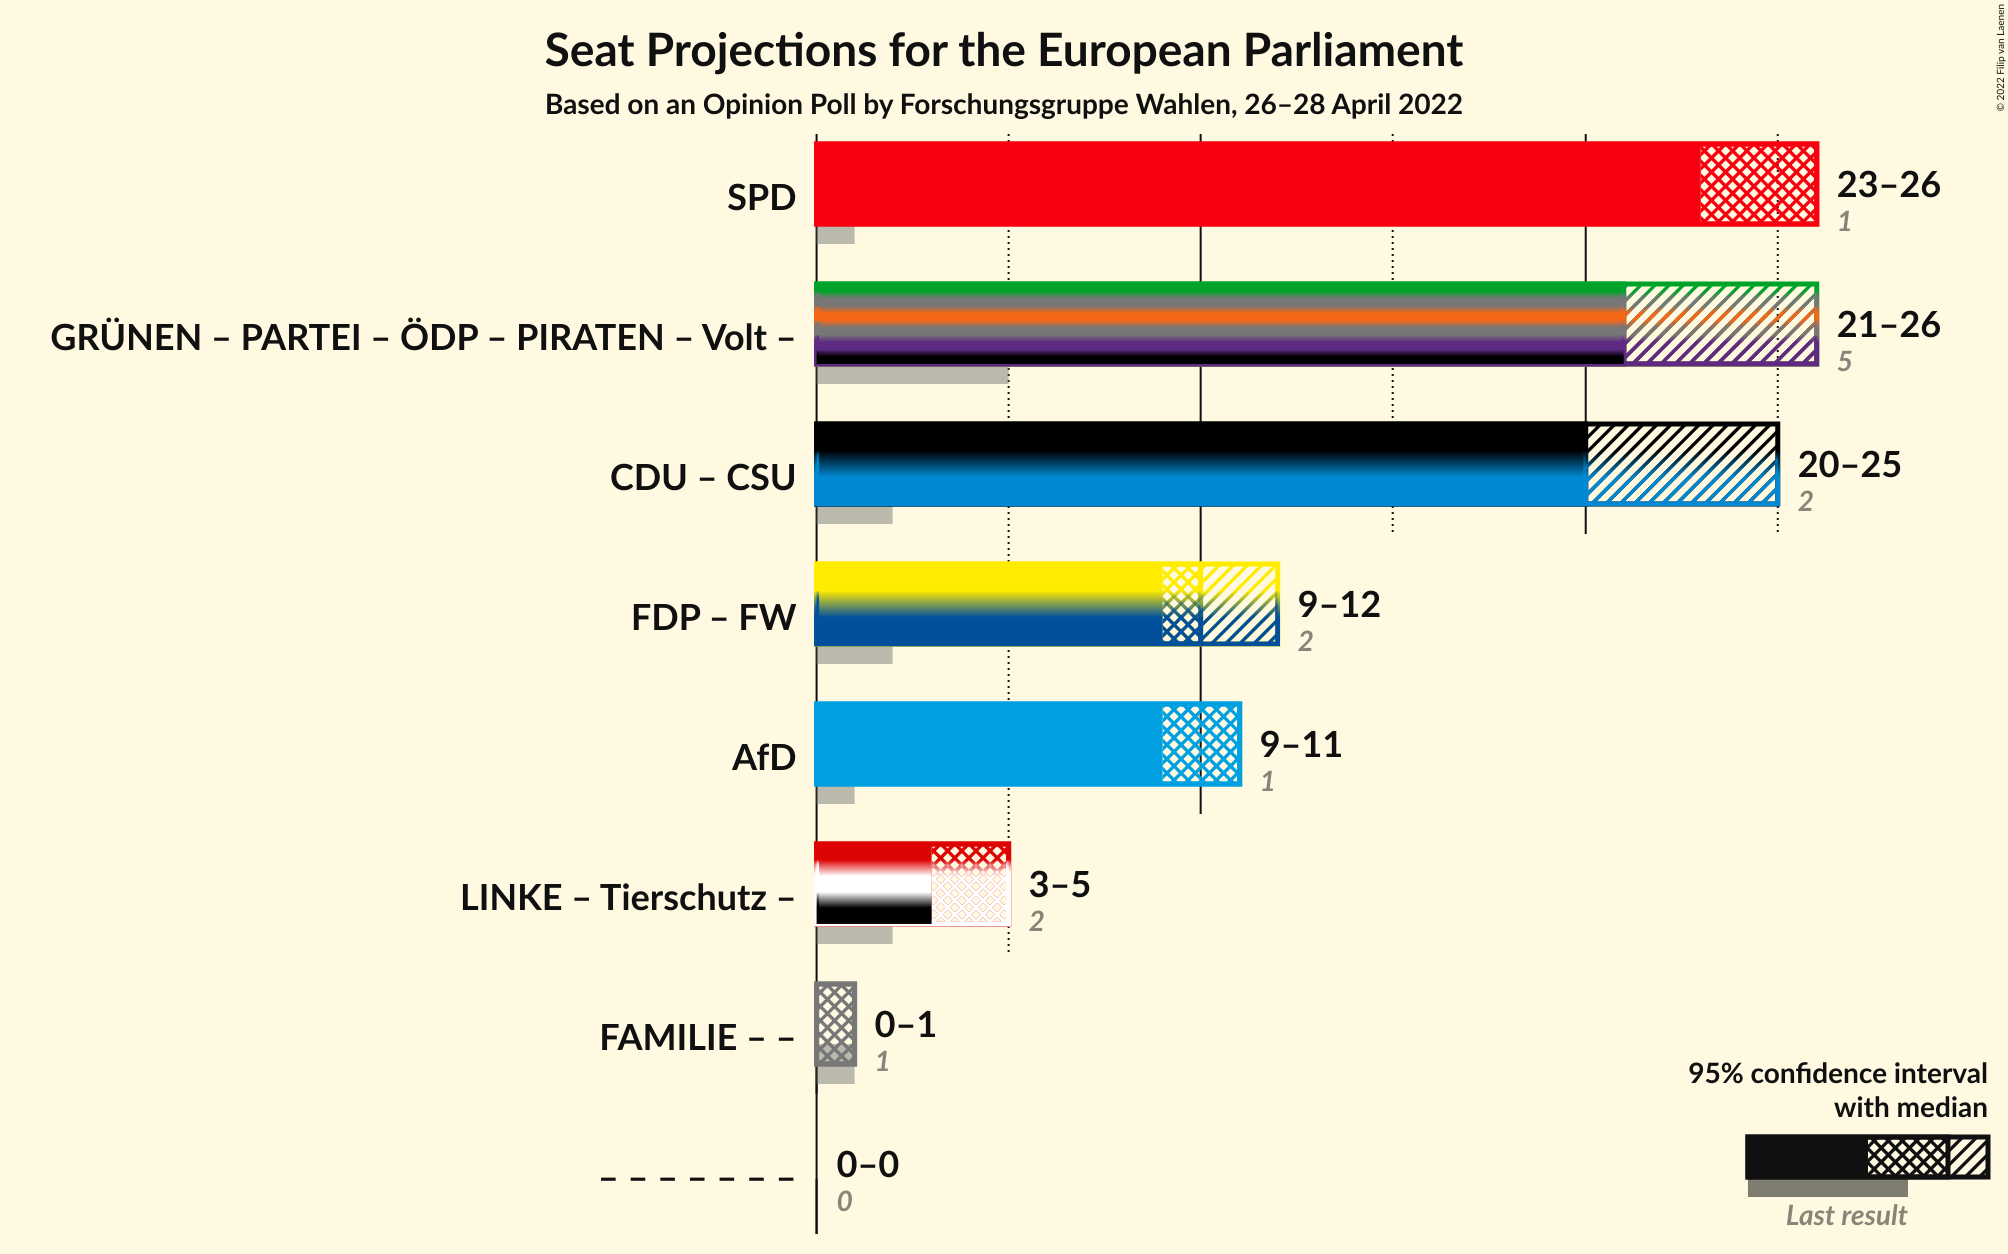 Seat Projections for the European Parliament
Based on an Opinion Poll by Forschungsgruppe Wahlen, 26–28 April 2022
© 2022 Filip van Laenen
SPD
23–26
1
GRÜNEN – PARTEI – ÖDP – PIRATEN – Volt –
21–26
5
CDU – CSU
20–25
2
FDP – FW
9–12
2
AfD
9–11
1
LINKE – Tierschutz –
3–5
2
FAMILIE – –
0–1
1
– – – – – – –
0–0
0
95% confidence interval
with median
Last result